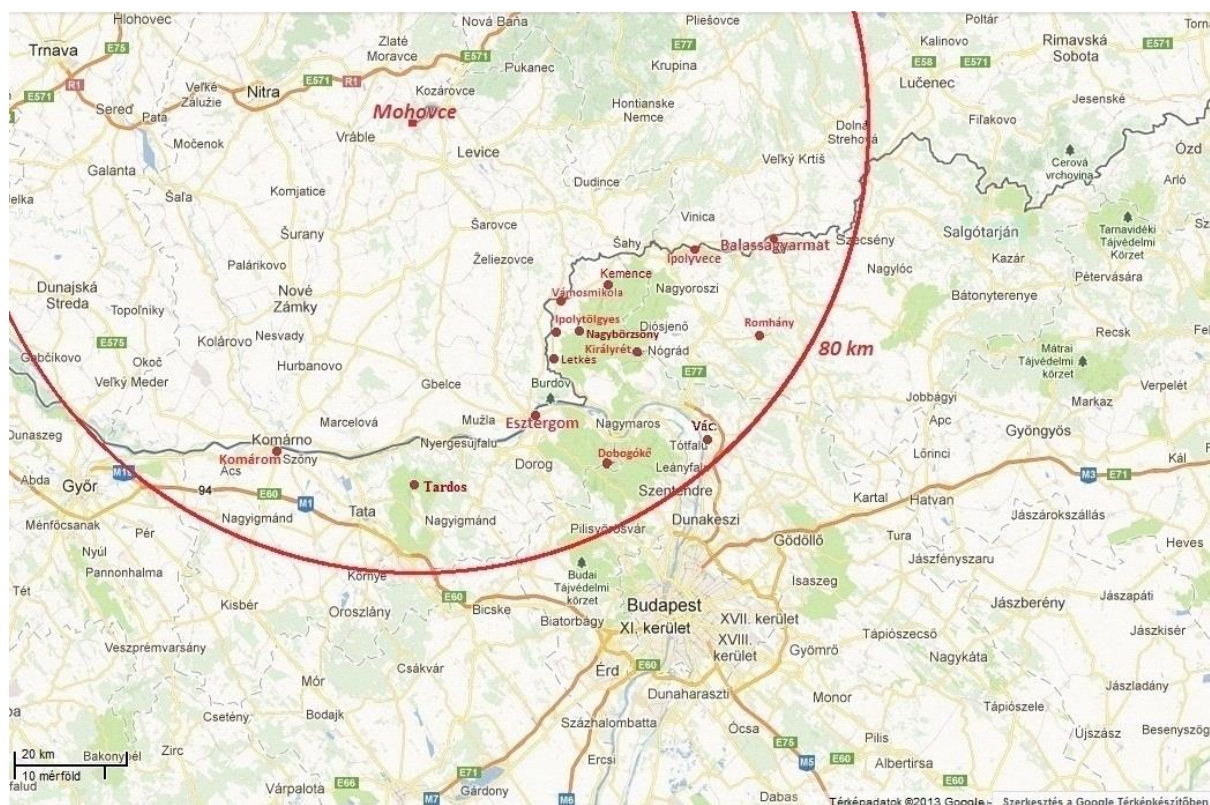 Hlohovec
Nová Baňa
Pliešovce
Poltár
Trnava
E75
Zlaté
Moravce
E571
E77
Kalinovo
Rimavská
Sobota
E571
R1
Pukanec
Krupina
E58
E571
Lučenec
R1
Veľké
Zálužie
Nitra
E571
Kozárovce
Sereď
Pata
Mohovce
Hontianske
Nemce
Jesenské
E571
Vráble
Dolná
Strehová
Fiľakovo
Močenok
Levice
Veľký Krtíš
Cerová
vrchovina
Ózd
Galanta
Dudince
Arló
Šaľa
Komjatice
Vinica
Šurany
Šarovce
Šahy
Balassagyarmat
Szécsény
Salgótarján
Tarnavidéki
Tájvédelmi
Körzet
Želiezovce
Ipolyvece
Kazár
Palárikovo
Kemence
Nagylóc
Pétervására
Dunajská
Streda
Nové
Zámky
Vámosmikola
Nagyoroszi
Bátonyterenye
Topoľníky
Ipolytölgyes
Nagybörzsöny
Diósjenő
Romhány
Recsk
E575
Nesvady
Királyrét
Nógrád
80 km
Mátrai
Tájvédelmi
körzet
Gabčíkovo
Okoč
Kolárovo
Letkés
Hurbanovo
E77
Veľký Meder
Gbelce
Burdov
Verpelét
Jobbágyi
Markaz
Marcelová
Mužla
Esztergom
Nagymaros
Vác
Apc
Dunaszeg
Komárno
Nyergesújfalu
Tótfalu
Gyöngyös
Komárom
Szőny
Dorog
Dobogókő
Leányfalu
Lőrinci
Kál
Ács
Abda
Győr
94
Tardos
Szentendre
M3
E71
E60
M1
Kartal
Hatvan
Ménfőcsanak
Pér
Nagyigmánd
Tata
Nagyigmánd
Pilisvörösvár
Dunakeszi
Jászárokszállás
Nyúl
Gödöllő
Tura
Heves
Pannonhalma
Környe
Budai
Tájvédelmi
körzet
Isaszeg
Jászfényszaru
Tét
Kisbér
Oroszlány
E60
Bicske
Biatorbágy
Budapest
XI. kerület
XVII. kerület
XVIII.
kerület
Jászberény
Jászapáti
Veszprémvarsány
Tápiószecső
Jászkisér
Csákvár
Érd
E60
Gyömrő
Nagykáta
Mór
Dunaharaszti
Monor
Jászladány
Csetény
Bodajk
Százhalombatta
Ócsa
Tápiószele
Besenyszög
Bakonybél
Zirc
E75
Pilis
Újszász
20 km
10 mérföld
Ercsi
M5
Albertirsa
Várpalota
E66
E71
Gárdony
M7
M6
Dabas
E60
Térképadatok ©2013 Google - Szerkesztés a Google Térképkészítőben